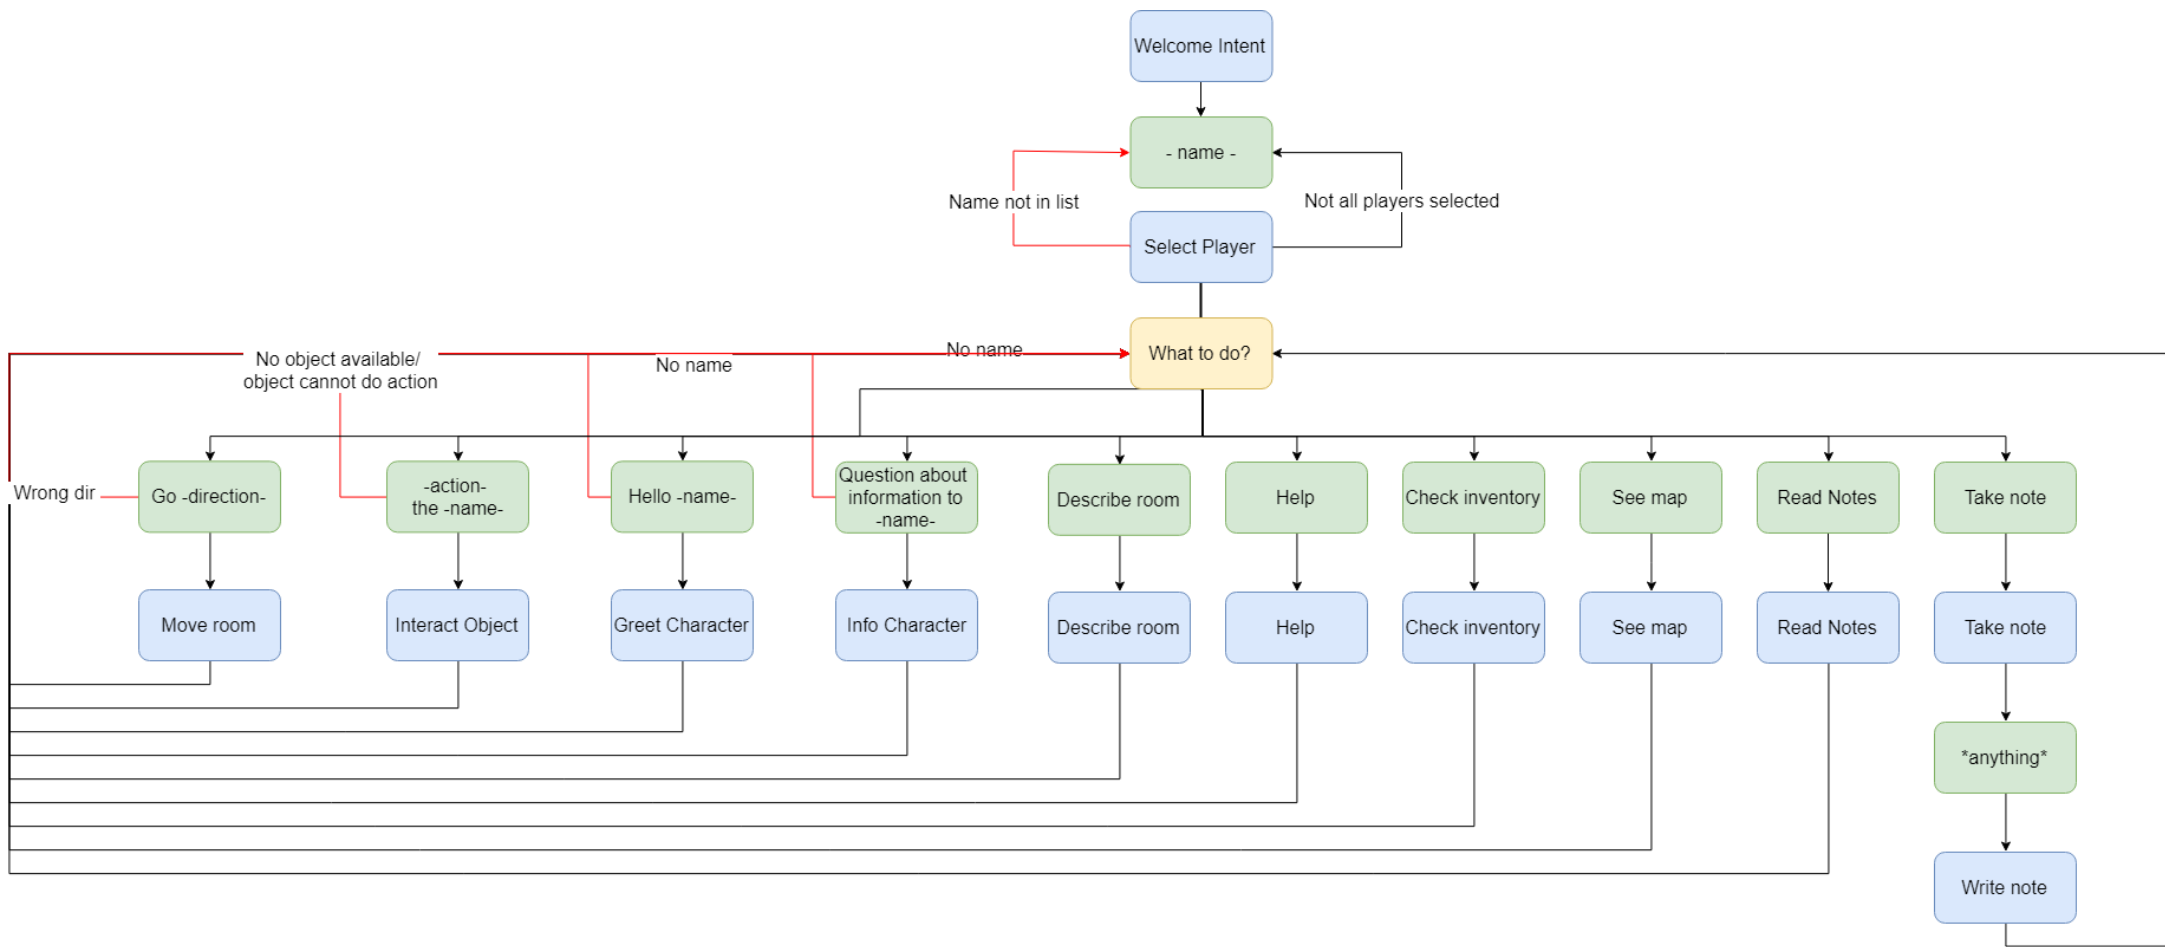 Welcome Intent
- name -
Name not in list
Not all players selected
Select Player
No object available/
object cannot do action
No name
No name
What to do?
Wrong dir
Go -direction-
-action-
the -name-
Hello -name-
Question about
information to
-name-
Describe room
Help
Check inventory
See map
Read Notes
Take note
Move room
Interact Object
Greet Character
Info Character
Describe room
Help
Check inventory
See map
Read Notes
Take note
*anything*
Write note